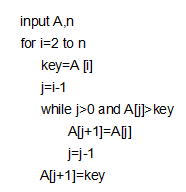 input A,n
for i=2 to n
key=A [i]
j=i-1
while j>0 and A[j]>key
A[j+1]=A[j]
j=j-1
A[j+1]=key